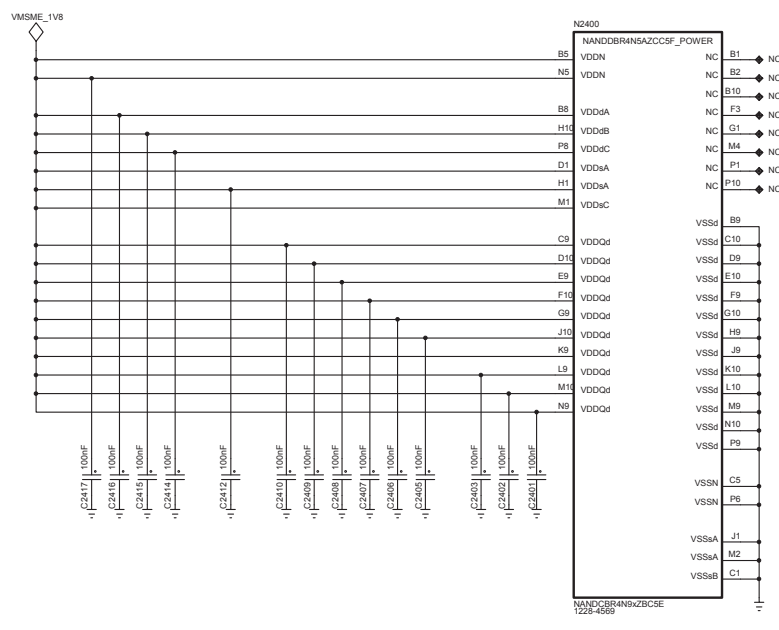 VMSME_1V8
N2400
NANDDBR4N5AZCC5F_POWER
B5 VDDN NC B1 NC
N5 VDDN NC B2 NC
NC B10 NC
B8 VDDdA NC F3 NC
H10 VDDdB NC G1 NC
P8 VDDdC NC M4 NC
D1 VDDsA NC P1 NC
H1 VDDsA NC P10 NC
M1 VDDsC
VSSd B9
C9 VDDQd VSSd C10
D10 VDDQd VSSd D9
E9 VDDQd VSSd E10
F10 VDDQd VSSd F9
G9 VDDQd VSSd G10
J10 VDDQd VSSd H9
K9 VDDQd VSSd J9
L9 VDDQd VSSd K10
M10 VDDQd VSSd L10
N9 VDDQd VSSd M9
VSSd N10
VSSd P9
C2417 100nF
C2416 100nF
C2415 100nF
C2414 100nF
C2412 100nF
C2410 100nF
C2409 100nF
C2408 100nF
C2407 100nF
C2406 100nF
C2405 100nF
C2403 100nF
C2402 100nF
C2401 100nF
VSSN C5
VSSN P6
VSSsA J1
VSSsA M2
VSSsB C1
NANDCBR4N9xZBC5E
1228-4569